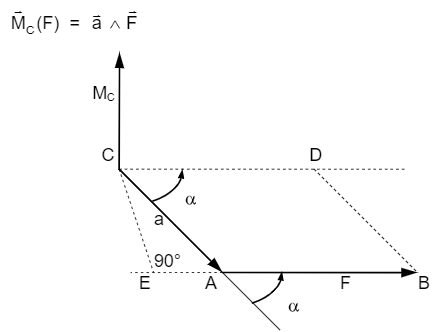 M⃗C(F) = a⃗ ∧ F⃗
MC
C D
α
a
90°
E A F B
α